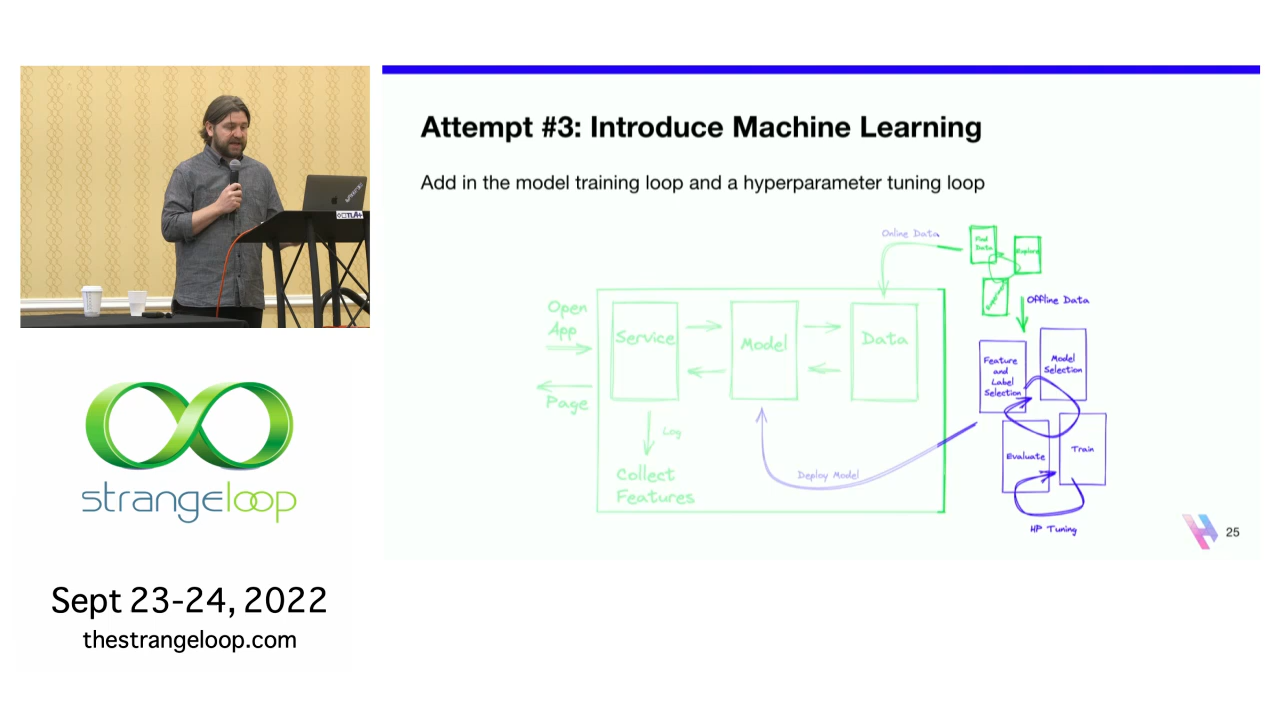 Attempt #3: Introduce Machine Learning
Add in the model training loop and a hyperparameter tuning loop
Online Data
Find
Data
Explore
Offline Data
Open
App
Page
Service
Model
Data
Log
Collect
Features
Deploy Model
Feature
and
Label
Selection
Model
Selection
Evaluate
Train
HP Tuning
25
strangeloop
Sept 23-24, 2022
thestrangeloop.com